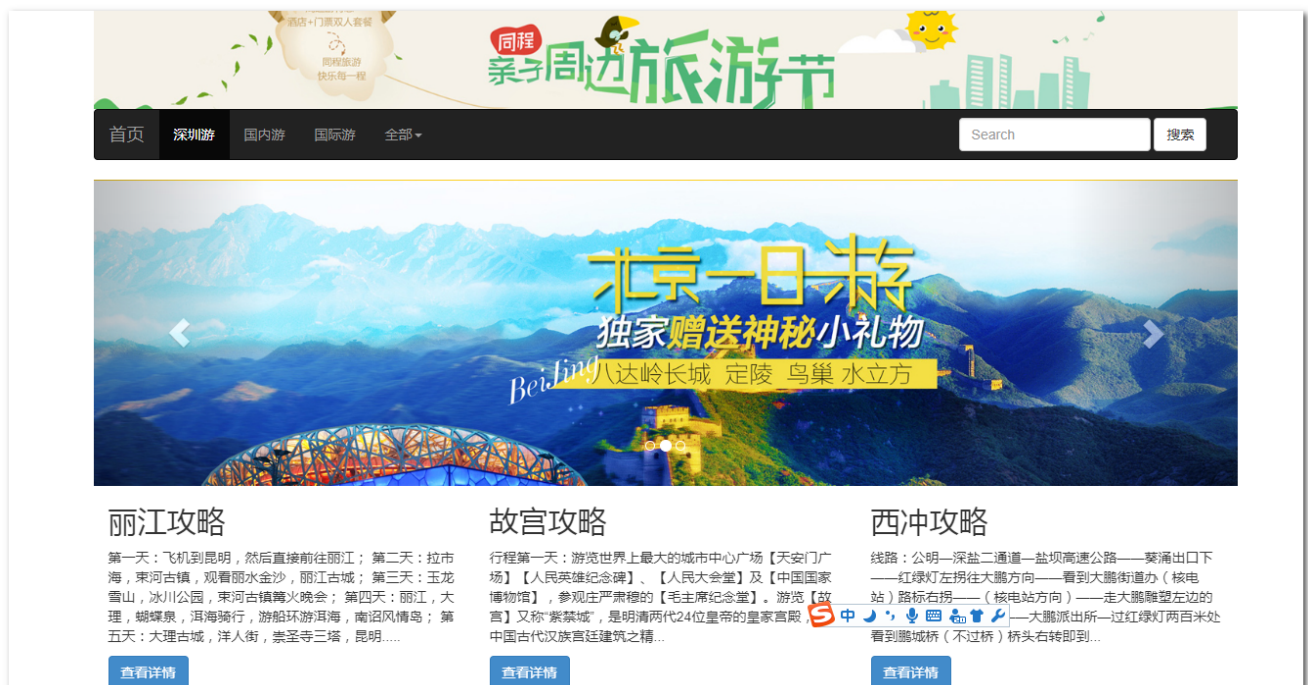 酒店+门票双人套餐
同程旅游
快乐每一程
同程
亲子周边旅游节
首页 深圳游 国内游 国际游 全部 Search 搜索
北京一日游
独家赠送神秘小礼物
BeiJing
八达岭长城 定陵 鸟巢 水立方
丽江攻略
第一天：飞机到昆明，然后直接前往丽江； 第二天：拉市
海，束河古镇，观看丽水金沙，丽江古城； 第三天：玉龙
雪山，冰川公园，束河古镇篝火晚会； 第四天：丽江，大
理，蝴蝶泉，洱海骑行，游船环游洱海，南诏风情岛； 第
五天：大理古城，洋人街，崇圣寺三塔，昆明.....
查看详情
故宫攻略
行程第一天：游览世界上最大的城市中心广场【天安门广
场】【人民英雄纪念碑】、【人民大会堂】及【中国国家
博物馆】，参观庄严肃穆的【毛主席纪念堂】。游览【故
宫】又称“紫禁城”，是明清两代24位皇帝的皇家宫殿，
中国古代汉族宫廷建筑之精...
查看详情
西冲攻略
线路：公明—深盐二通道—盐坝高速公路——葵涌出口下
——红绿灯左拐往大鹏方向——看到大鹏街道办（核电
站）路标右拐——（核电站方向）——走大鹏雕塑左边的
——大鹏派出所—过红绿灯两百米处
看到鹏城桥（不过桥）桥头右转即到...
查看详情
S 中